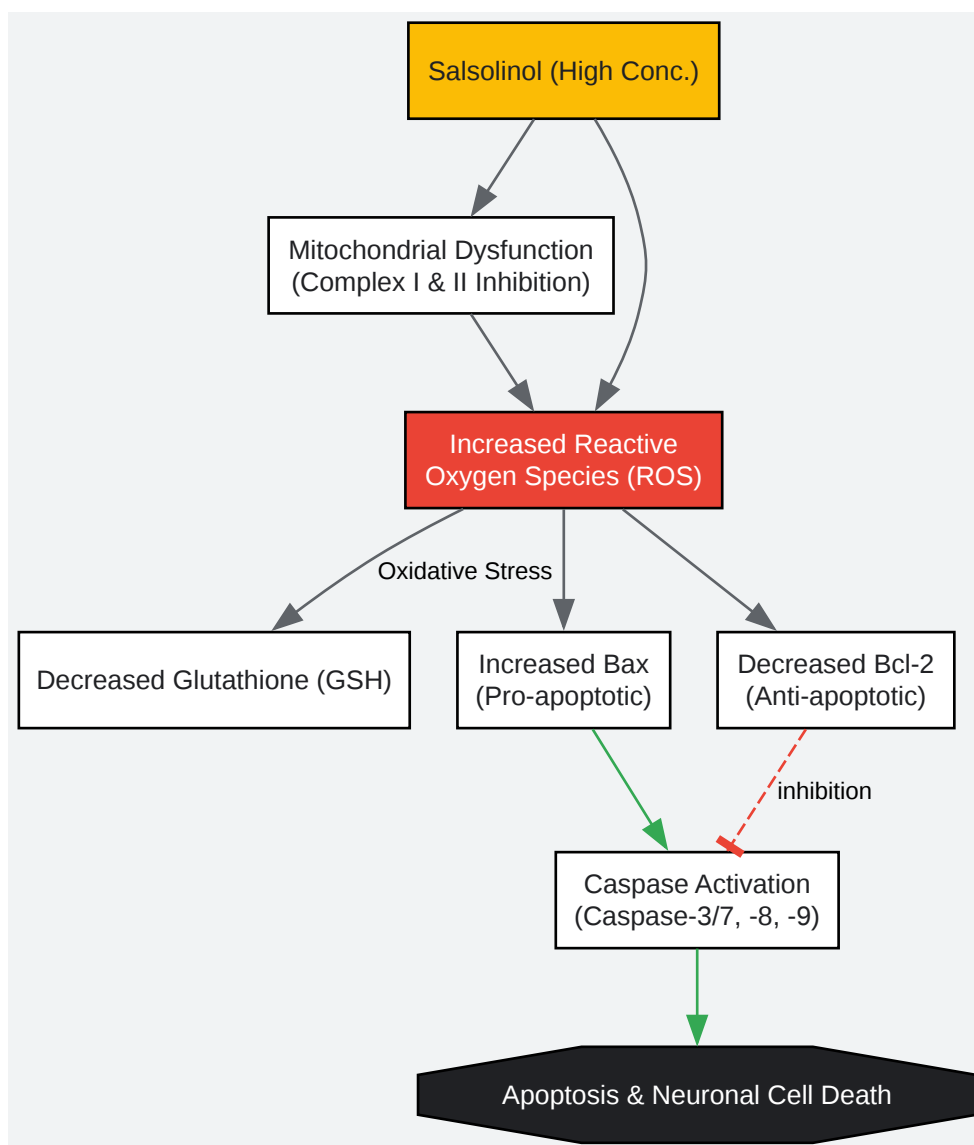 Salsolinol (High Conc.)
Mitochondrial Dysfunction
(Complex I & II Inhibition)
Increased Reactive
Oxygen Species (ROS)
Oxidative Stress
Decreased Glutathione (GSH)
Increased Bax
(Pro-apoptotic)
Decreased Bcl-2
(Anti-apoptotic)
inhibition
Caspase Activation
(Caspase-3/7, -8, -9)
Apoptosis & Neuronal Cell Death